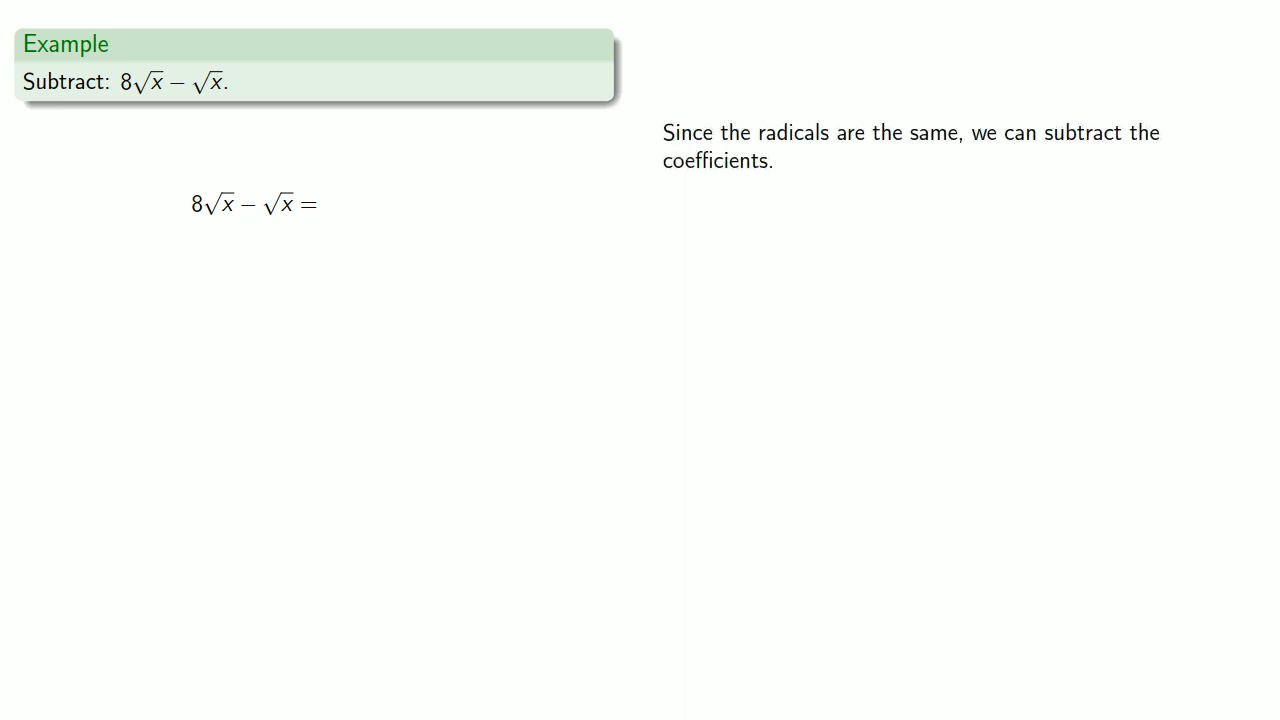 Example
Subtract: 8√x − √x.
Since the radicals are the same, we can subtract the
coefficients.
8√x − √x =